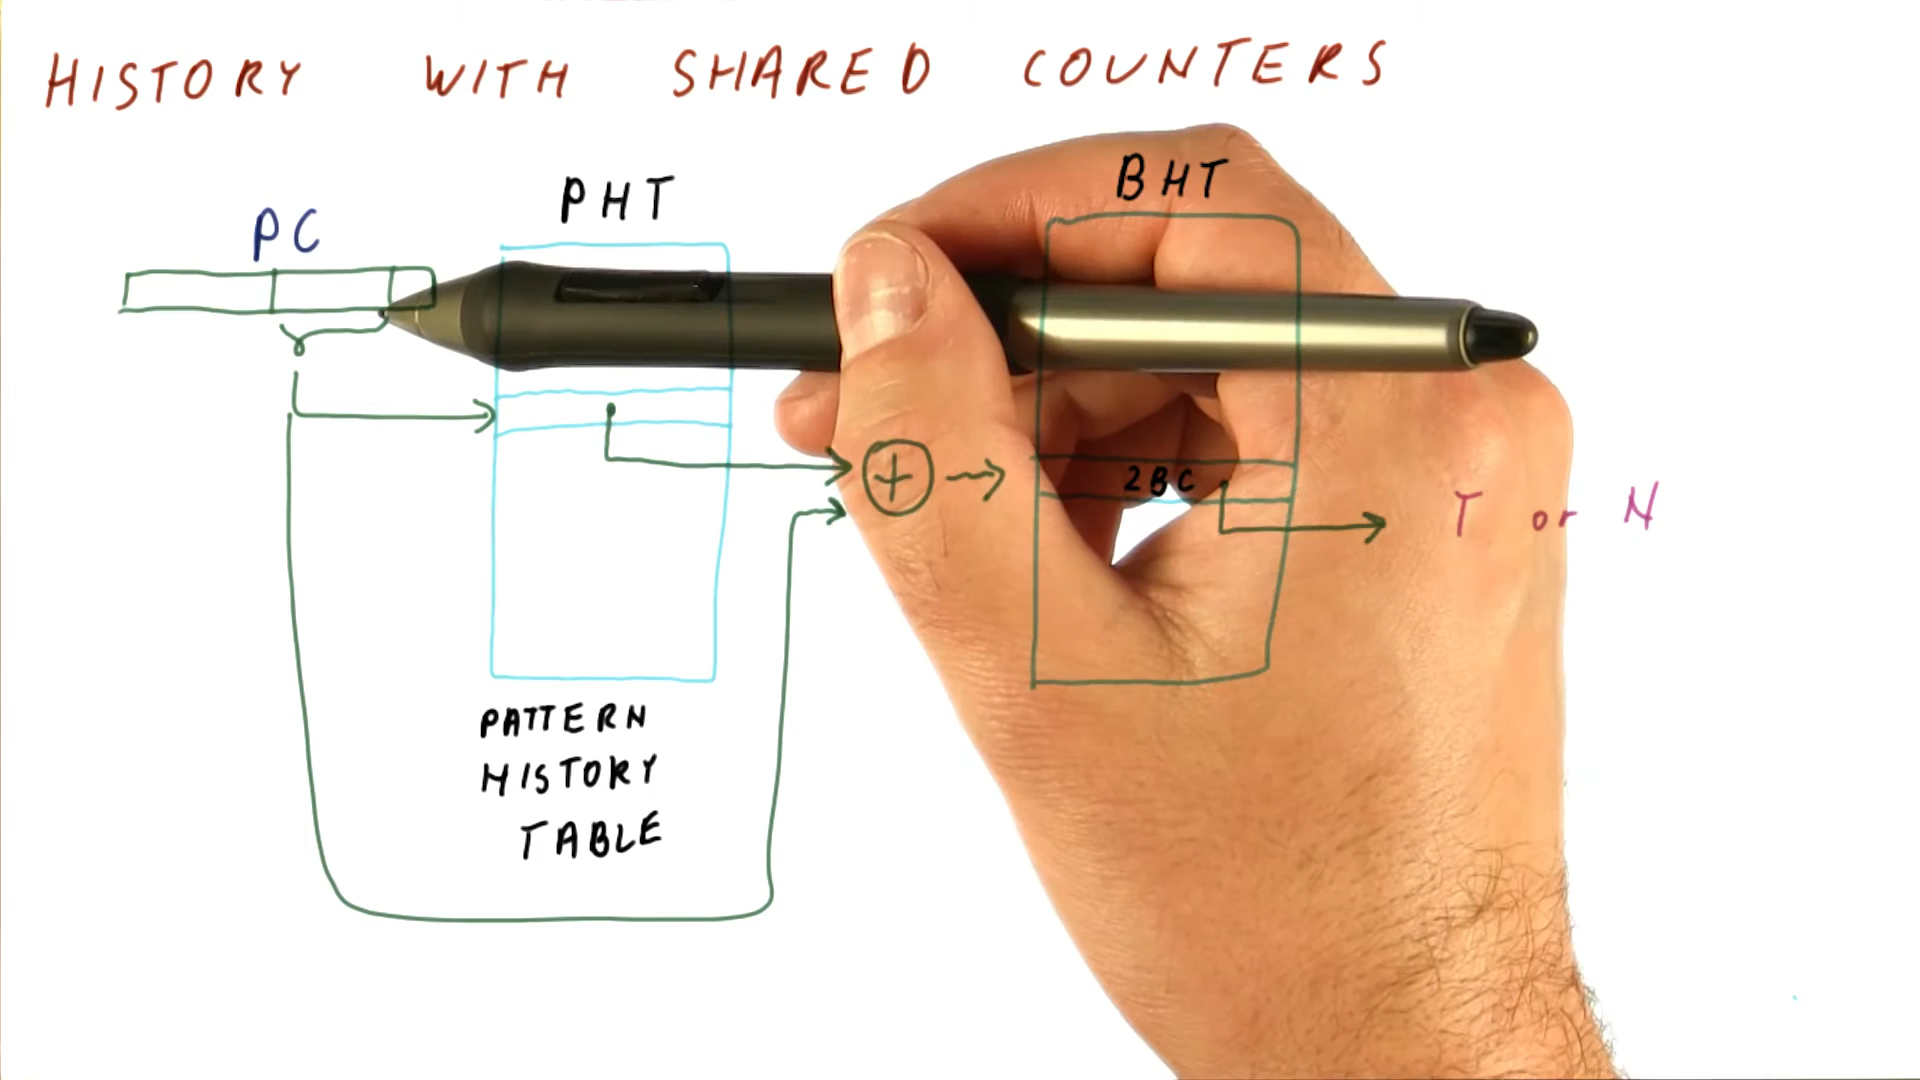 HISTORY WITH SHARED COUNTERS
PC
PHT
BHT
2BC
T or N
PATTERN
HISTORY
TABLE